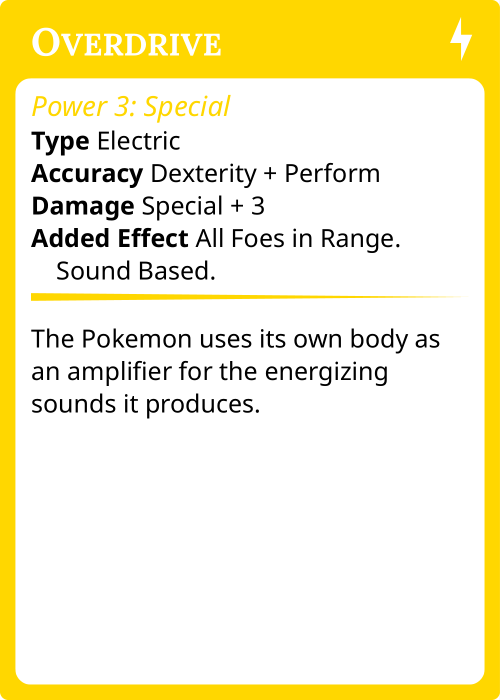 Overdrive
Power 3: Special
Type Electric
Accuracy Dexterity + Perform
Damage Special + 3
Added Effect All Foes in Range.
Sound Based.
The Pokemon uses its own body as
an amplifier for the energizing
sounds it produces.